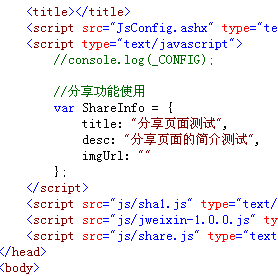 <title></title>
<script src="JsConfig.ashx" type="te
<script type="text/javascript">
//console.log(_CONFIG);
//分享功能使用
var ShareInfo = {
title: "分享页面测试",
desc: "分享页面的简介测试",
imgUrl: ""
};
</script>
<script src="js/sha1.js" type="text/
<script src="js/jweixin-1.0.0.js" ty
<script src="js/share.js" type="text
</head>
<body>